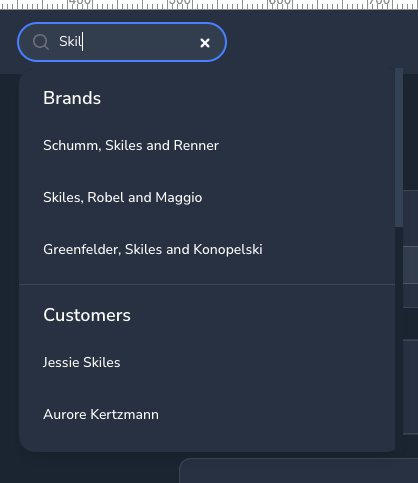 400 500 600 700
Skil
Brands
Schumm, Skiles and Renner
Skiles, Robel and Maggio
Greenfelder, Skiles and Konopelski
Customers
Jessie Skiles
Aurore Kertzmann